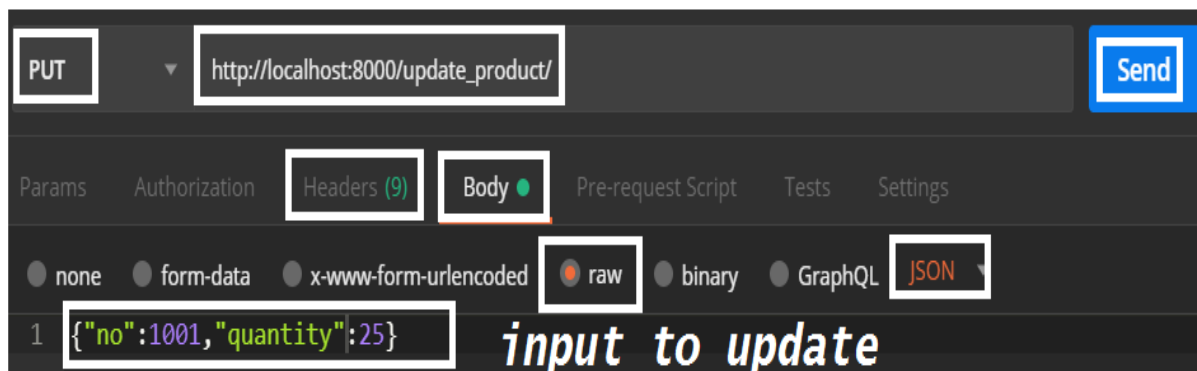 PUT http://localhost:8000/update_product/ Send
Params Authorization Headers (9) Body Pre-request Script Tests Settings
none form-data x-www-form-urlencoded raw binary GraphQL JSON
1 {"no":1001,"quantity":25} input to update